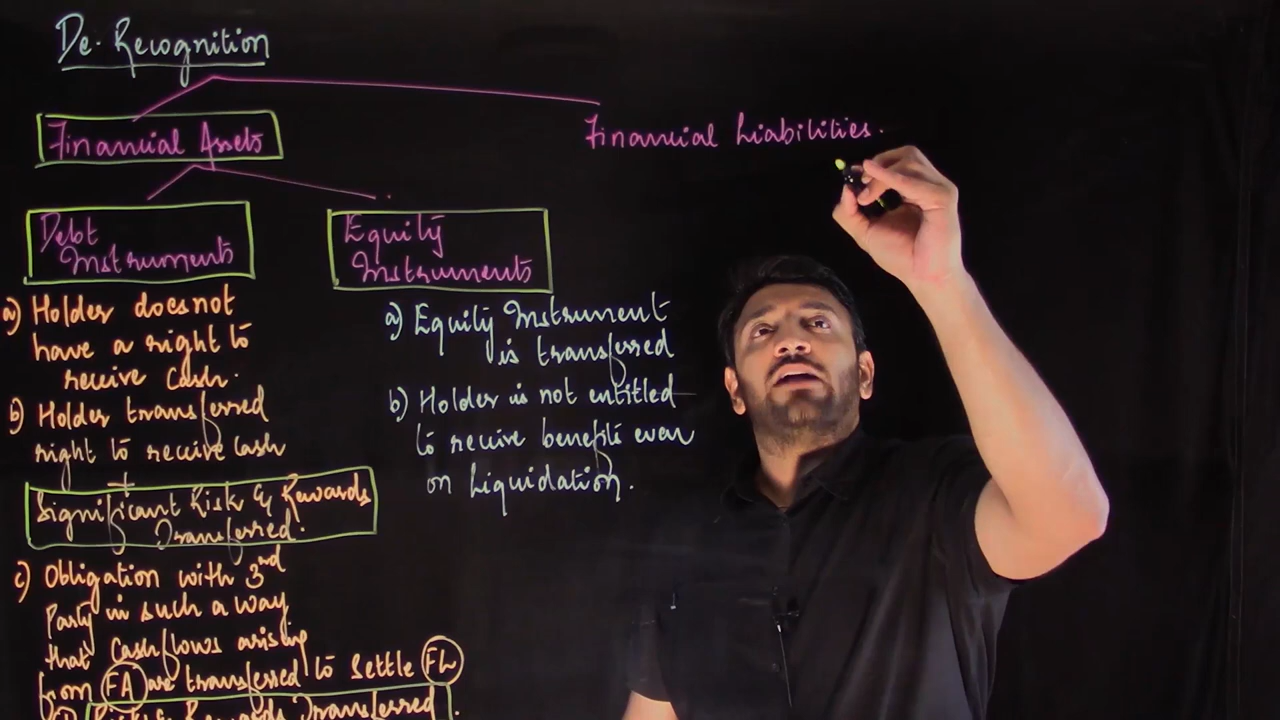 De-Recognition
Financial Assets
Financial Liabilities.
Debt
Instruments
Equity
Instruments
a) Holder does not
have a right to
receive cash.
b) Holder transferred
right to receive cash
+
Significant Risk & Rewards
Transferred.
c) Obligation with 3rd
Party in such a way
that cashflows arising
from FA are transferred to settle FL
Risk & Rewards Transferred.
a) Equity Instrument
is transferred
b) Holder is not entitled
to receive benefits even
on Liquidation.